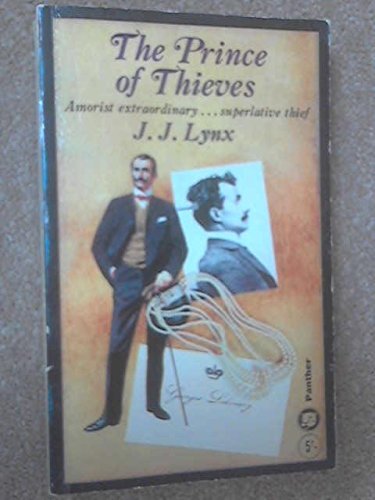 The Prince
of Thieves
Amorist extraordinary...superlative thief
J. J. Lynx
Panther